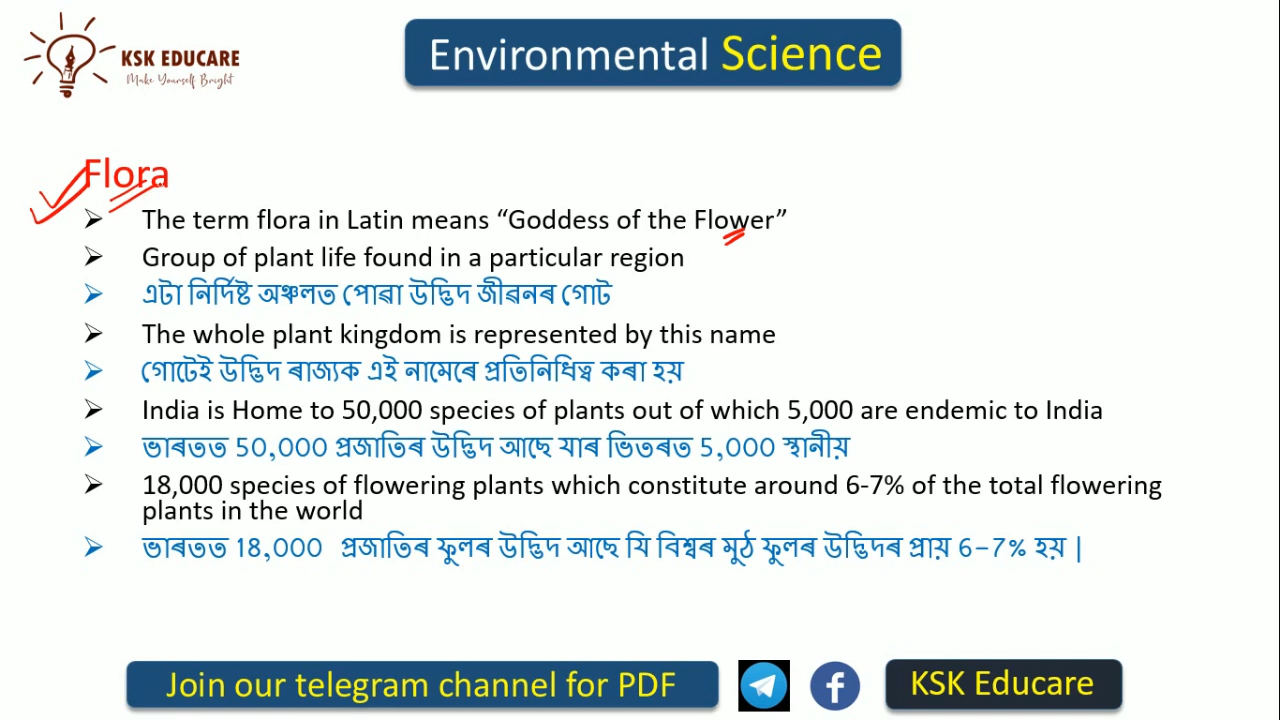 KSK EDUCARE
Make Yourself Bright
Environmental Science
Flora
The term flora in Latin means “Goddess of the Flower”
Group of plant life found in a particular region
এটা নিৰ্দিষ্ট অঞ্চলত পোৱা উদ্ভিদ জীৱনৰ গোট
The whole plant kingdom is represented by this name
গোটেই উদ্ভিদ ৰাজ্যক এই নামেৰে প্ৰতিনিধিত্ব কৰা হয়
India is Home to 50,000 species of plants out of which 5,000 are endemic to India
ভাৰতত 50,000 প্ৰজাতিৰ উদ্ভিদ আছে যাৰ ভিতৰত 5,000 স্থানীয়
18,000 species of flowering plants which constitute around 6-7% of the total flowering
plants in the world
ভাৰতত 18,000 প্ৰজাতিৰ ফুলৰ উদ্ভিদ আছে যি বিশ্বৰ মুঠ ফুলৰ উদ্ভিদৰ প্ৰায় 6-7% হয় |
Join our telegram channel for PDF
KSK Educare